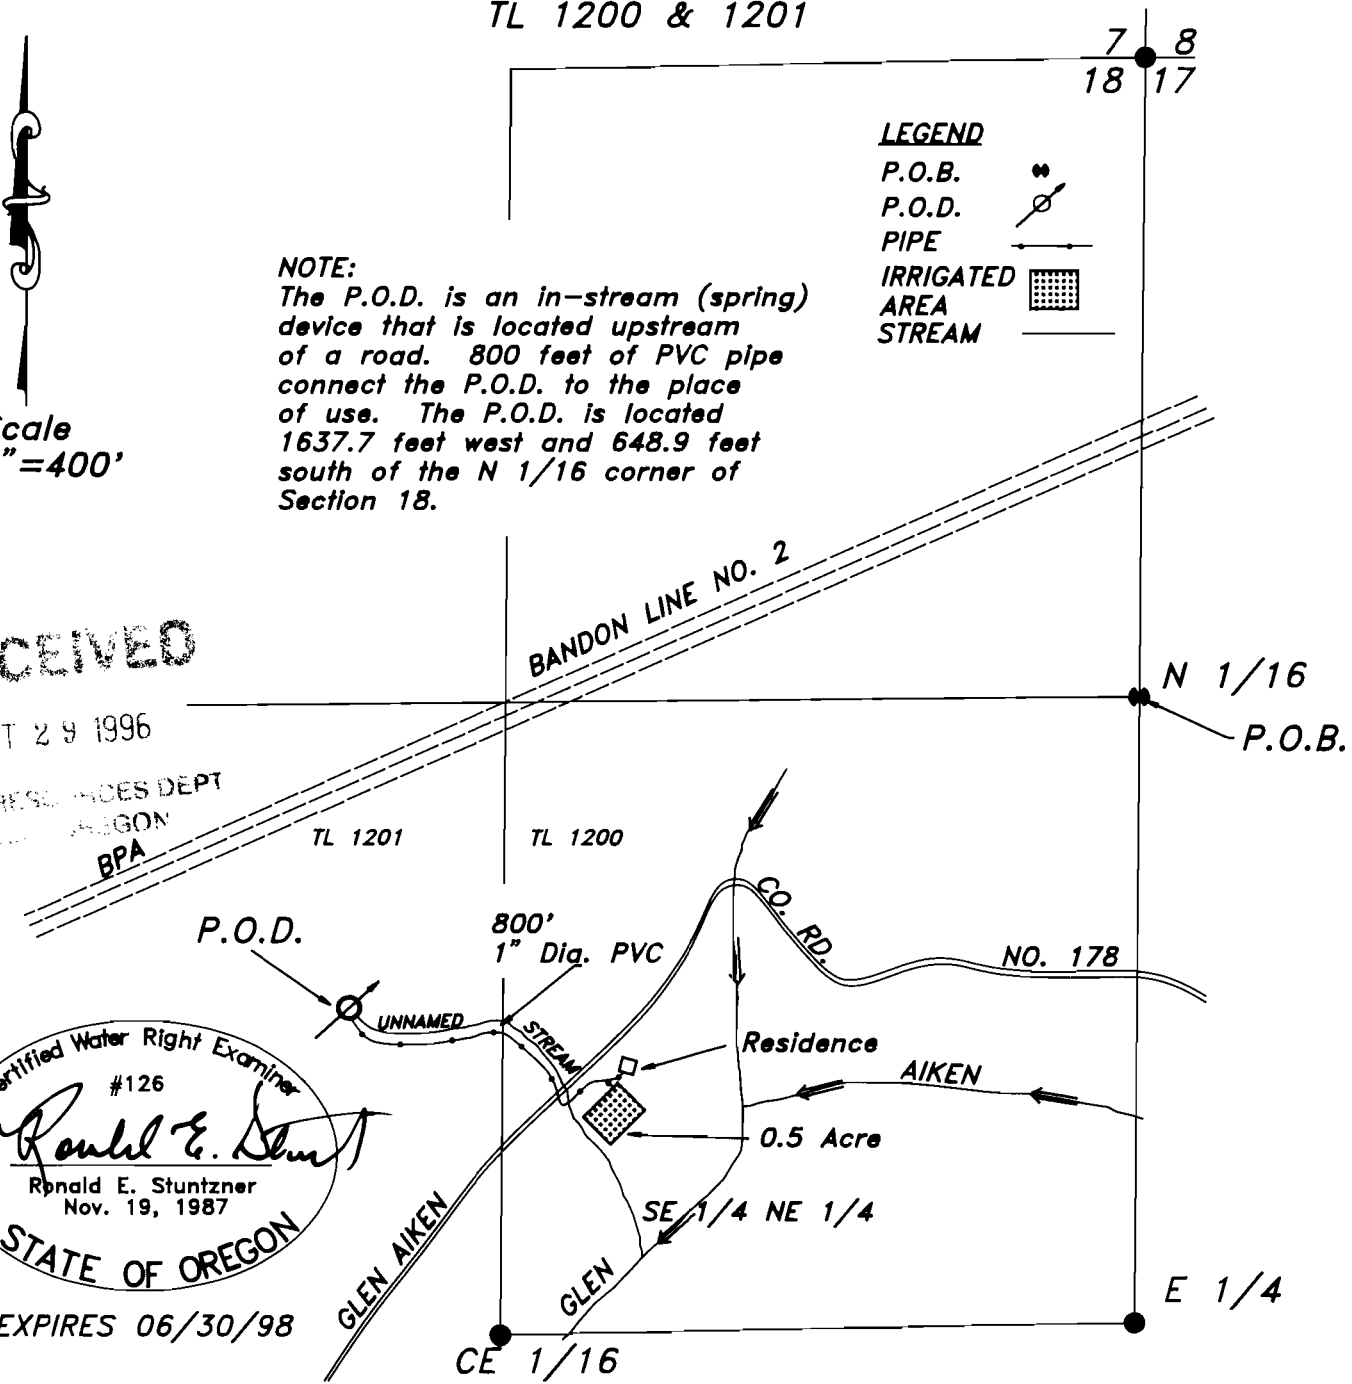 TL 1200 & 1201
7 8
18 17
LEGEND
P.O.B.
P.O.D.
PIPE
IRRIGATED
AREA
STREAM
NOTE:
The P.O.D. is an in-stream (spring)
device that is located upstream
of a road. 800 feet of PVC pipe
connect the P.O.D. to the place
of use. The P.O.D. is located
1637.7 feet west and 648.9 feet
south of the N 1/16 corner of
Section 18.
cale
"=400'
BANDON LINE NO. 2
CEIVED
T 29 1996
CES DEPT
GON
N 1/16
P.O.B.
BPA
TL 1201
TL 1200
CO. RD.
NO. 178
P.O.D.
800'
1" Dia. PVC
UNNAMED
STREAM
Residence
AIKEN
0.5 Acre
SE 1/4 NE 1/4
GLEN AIKEN
GLEN
ertified Water Right Examiner
#126
Ronald E. Stuntzner
Nov. 19, 1987
STATE OF OREGON
EXPIRES 06/30/98
E 1/4
CE 1/16